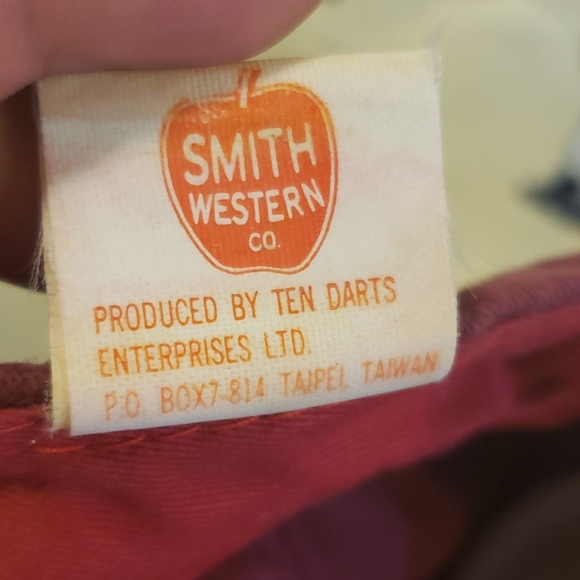 SMITH
WESTERN
CO.
PRODUCED BY TEN DARTS
ENTERPRISES LTD.
P.O BOX7-814 TAIPEI, TAIWAN